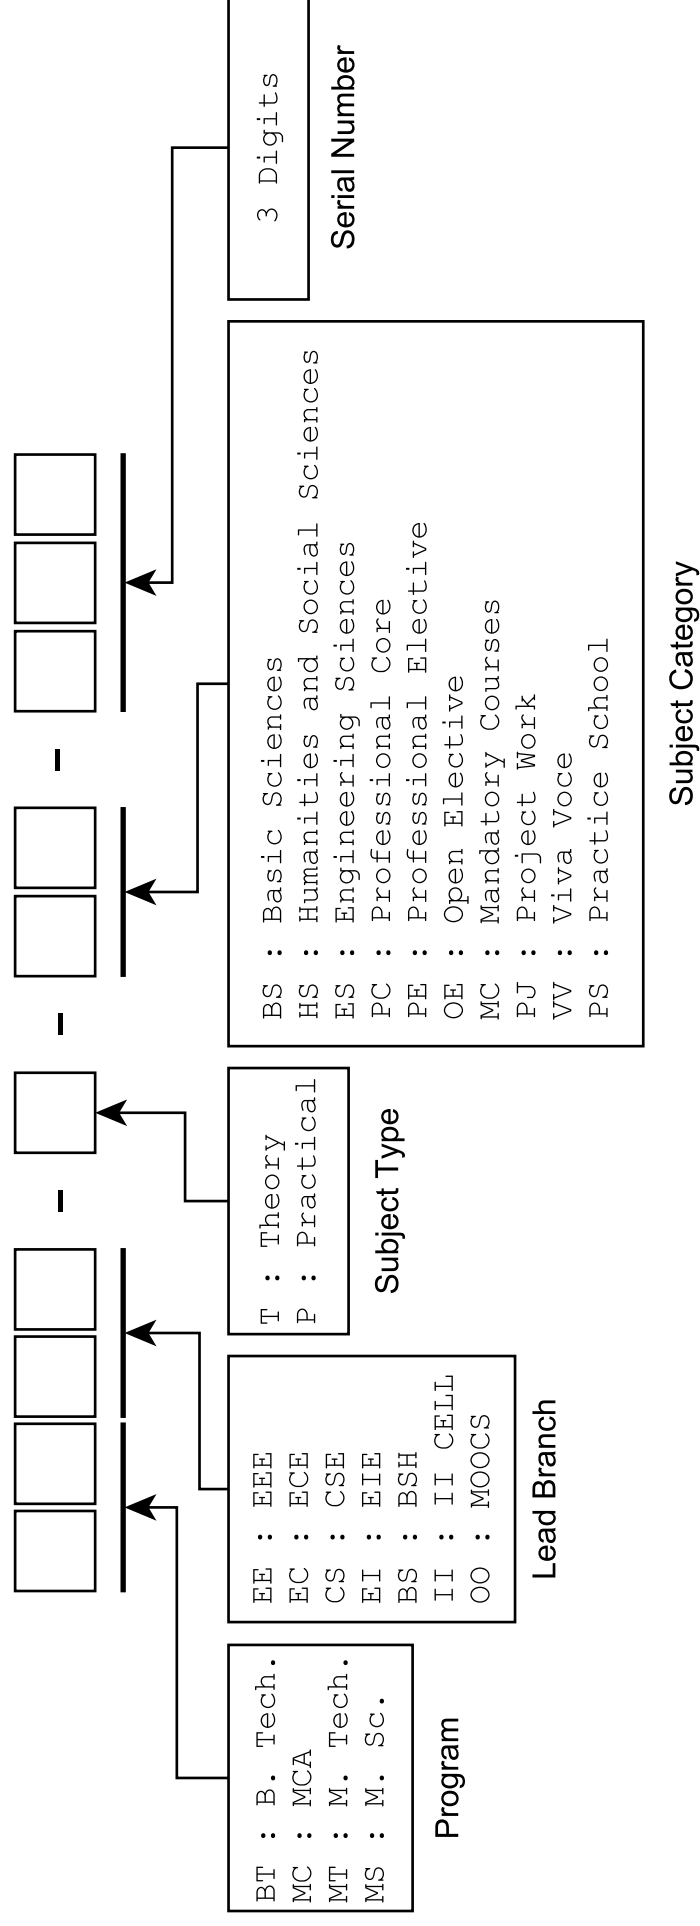 BT : B. Tech.
MC : MCA
MT : M. Tech.
MS : M. Sc.
Program
EE : EEE
EC : ECE
CS : CSE
EI : EIE
BS : BSH
II : II CELL
OO : MOOCS
Lead Branch
T : Theory
P : Practical
Subject Type
BS : Basic Sciences
HS : Humanities and Social Sciences
ES : Engineering Sciences
PC : Professional Core
PE : Professional Elective
OE : Open Elective
MC : Mandatory Courses
PJ : Project Work
VV : Viva Voce
PS : Practice School
Subject Category
3 Digits
Serial Number